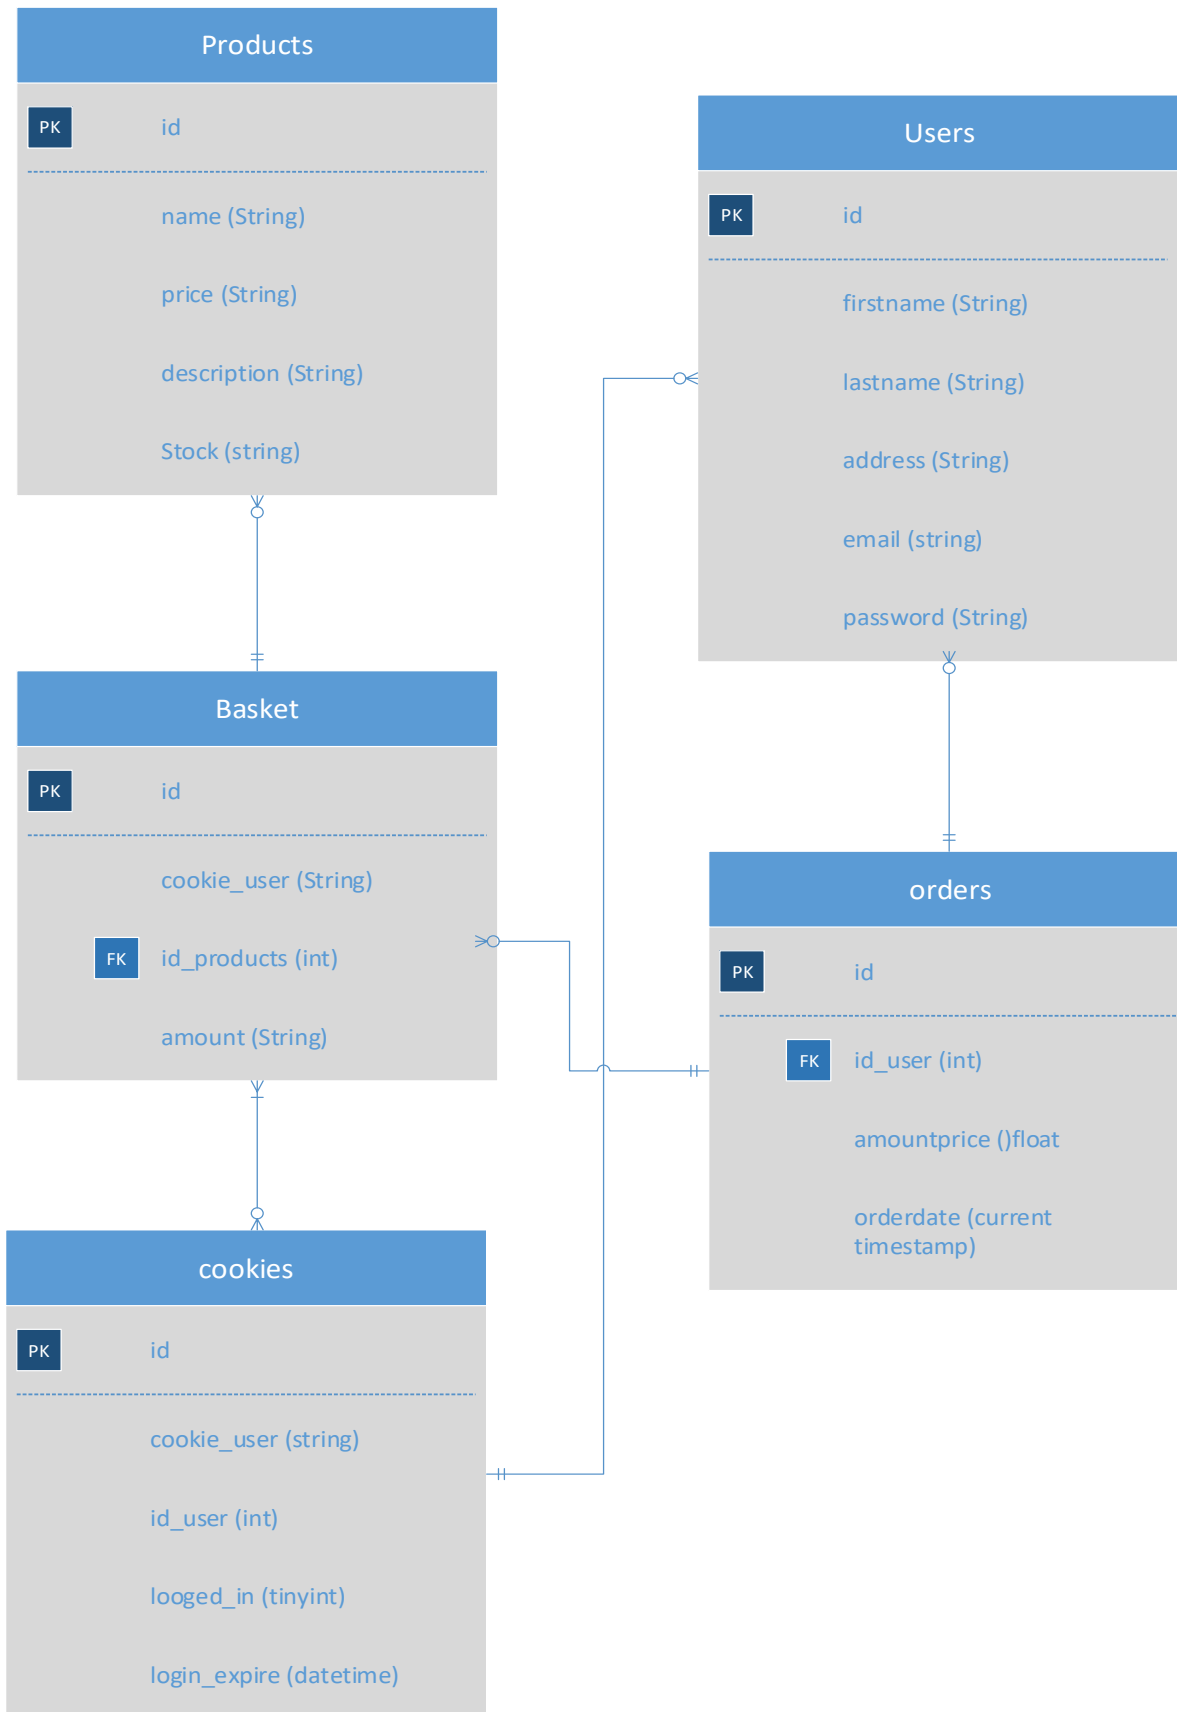 Products
PK
id
name (String)
price (String)
description (String)
Stock (string)
Users
PK
id
firstname (String)
lastname (String)
address (String)
email (string)
password (String)
Basket
PK
id
cookie_user (String)
FK
id_products (int)
amount (String)
orders
PK
id
FK
id_user (int)
amountprice ()float
orderdate (current
timestamp)
cookies
PK
id
cookie_user (string)
id_user (int)
looged_in (tinyint)
login_expire (datetime)